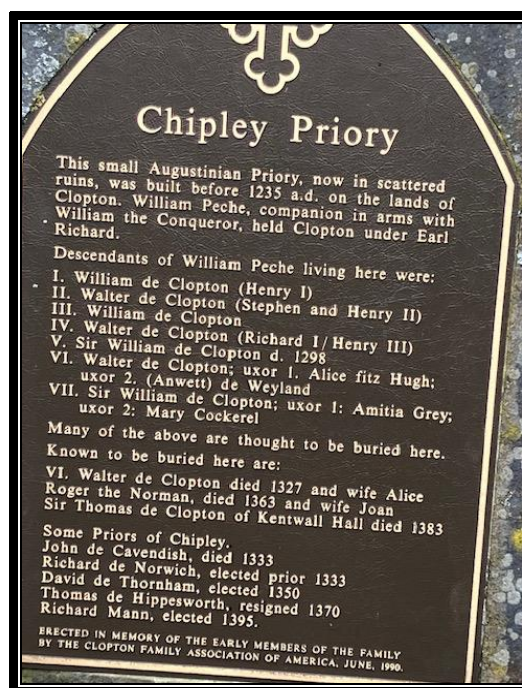 Chipley Priory
This small Augustinian Priory, now in scattered
ruins, was built before 1235 a.d. on the lands of
Clopton. William Peche, companion in arms with
William the Conqueror, held Clopton under Earl
Richard.
Descendants of William Peche living here were:
I. William de Clopton (Henry I)
II. Walter de Clopton (Stephen and Henry II)
III. William de Clopton
IV. Walter de Clopton (Richard I/Henry III)
V. Sir William de Clopton d. 1298
VI. Walter de Clopton; uxor 1. Alice fitz Hugh;
uxor 2. (Anwett) de Weyland
VII. Sir William de Clopton; uxor 1: Amitia Grey;
uxor 2: Mary Cockerel
Many of the above are thought to be buried here.
Known to be buried here are:
VI. Walter de Clopton died 1327 and wife Alice
Roger the Norman, died 1363 and wife Joan
Sir Thomas de Clopton of Kentwall Hall died 1383
Some Priors of Chipley.
John de Cavendish, died 1333
Richard de Norwich, elected prior 1333
David de Thornham, elected 1350
Thomas de Hippesworth, resigned 1370
Richard Mann, elected 1395.
ERECTED IN MEMORY OF THE EARLY MEMBERS OF THE FAMILY
BY THE CLOPTON FAMILY ASSOCIATION OF AMERICA, JUNE, 1990.